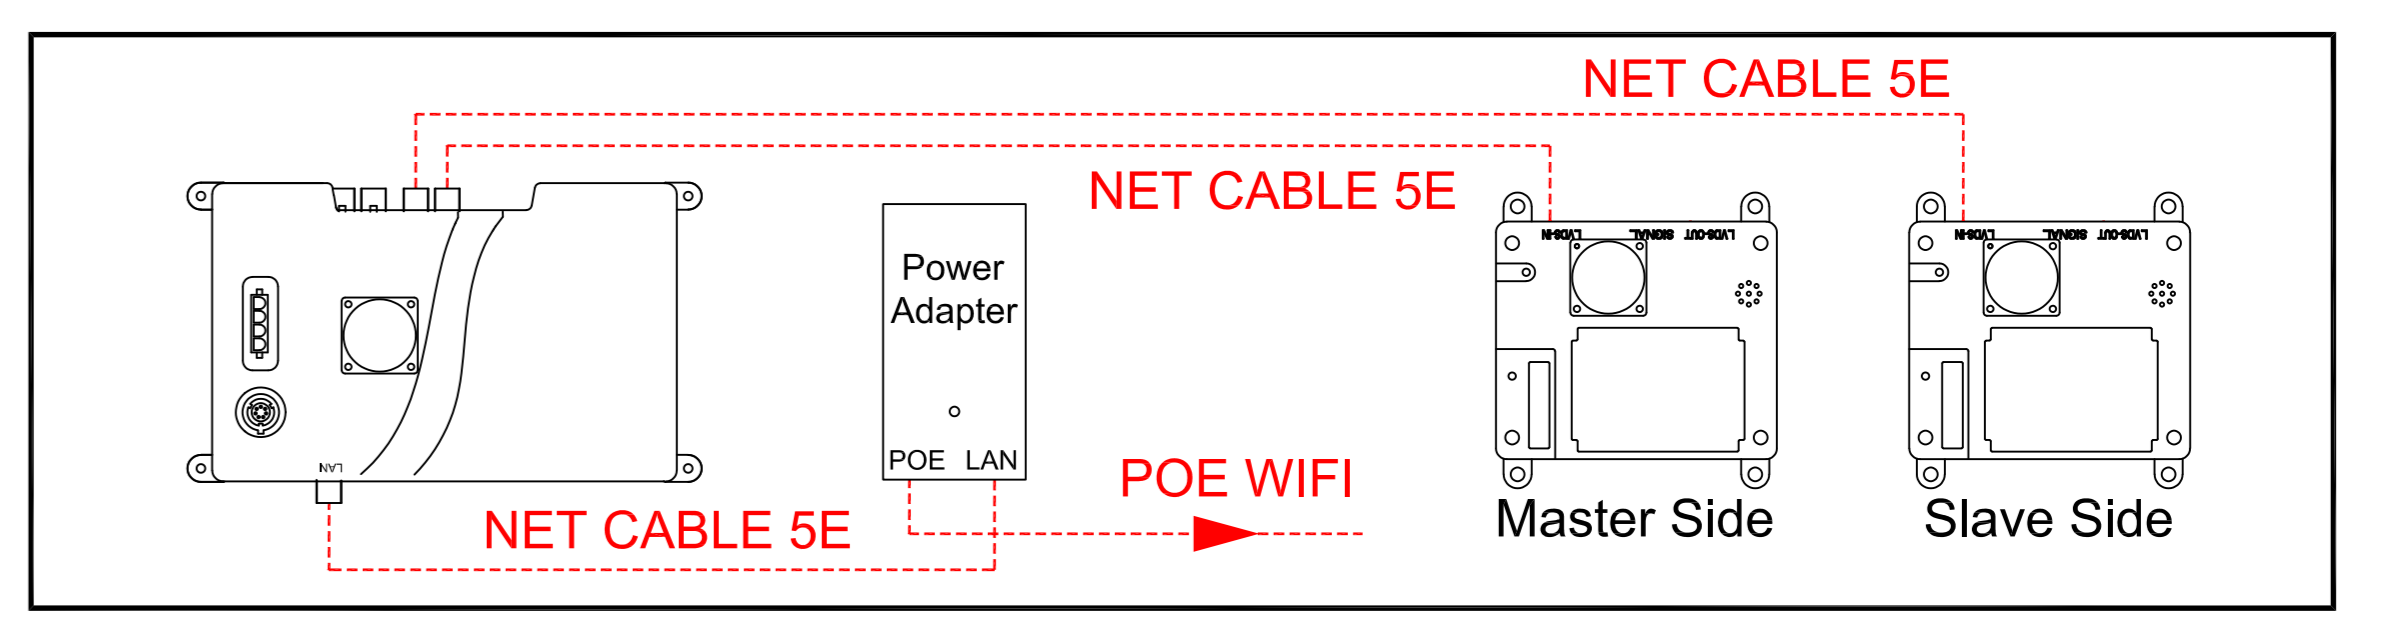 NET CABLE 5E
NET CABLE 5E
Power
Adapter
POE LAN
LVDS-IN SIGNAL LVDS-OUT
LVDS-IN SIGNAL LVDS-OUT
LAN
NET CABLE 5E
POE WIFI
Master Side
Slave Side